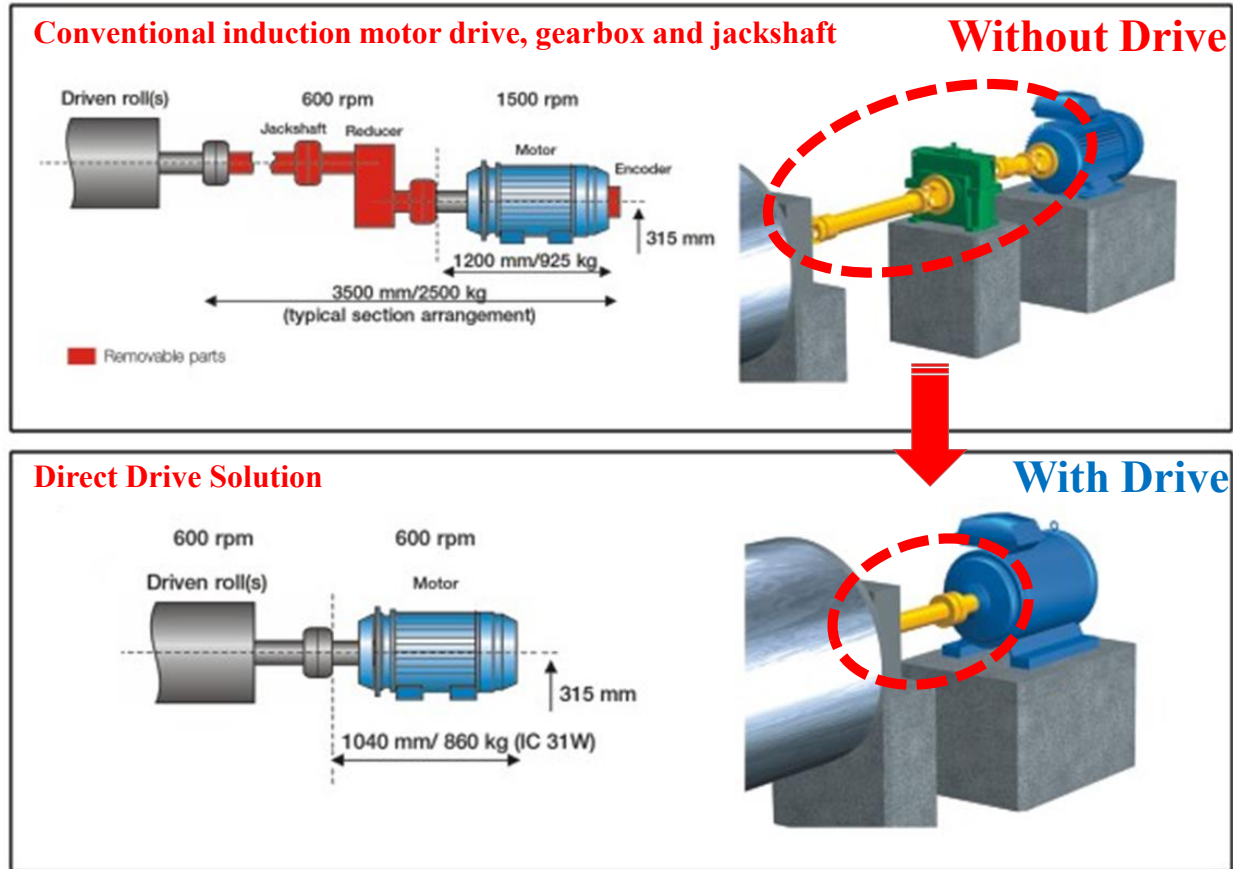 Conventional induction motor drive, gearbox and jackshaft
Without Drive
Driven roll(s)
600 rpm
1500 rpm
Jackshaft
Reducer
Motor
Encoder
315 mm
1200 mm/925 kg
3500 mm/2500 kg
(typical section arrangement)
Removable parts
Direct Drive Solution
With Drive
600 rpm
600 rpm
Driven roll(s)
Motor
315 mm
1040 mm/ 860 kg (IC 31W)